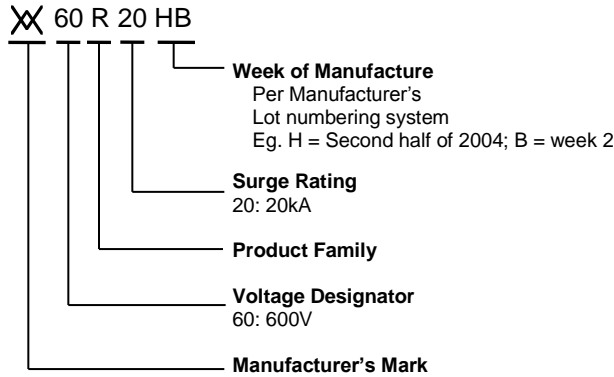 60 R 20 HB
Week of Manufacture
Per Manufacturer's
Lot numbering system
Eg. H = Second half of 2004; B = week 2
Surge Rating
20: 20kA
Product Family
Voltage Designator
60: 600V
Manufacturer's Mark